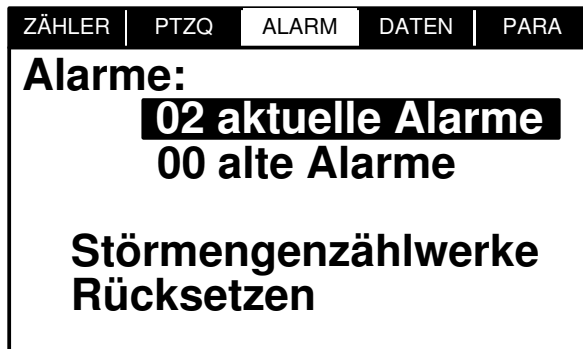 ZÄHLER PTZQ ALARM DATEN PARA
Alarme:
02 aktuelle Alarme
00 alte Alarme
Störmengenzählwerke
Rücksetzen